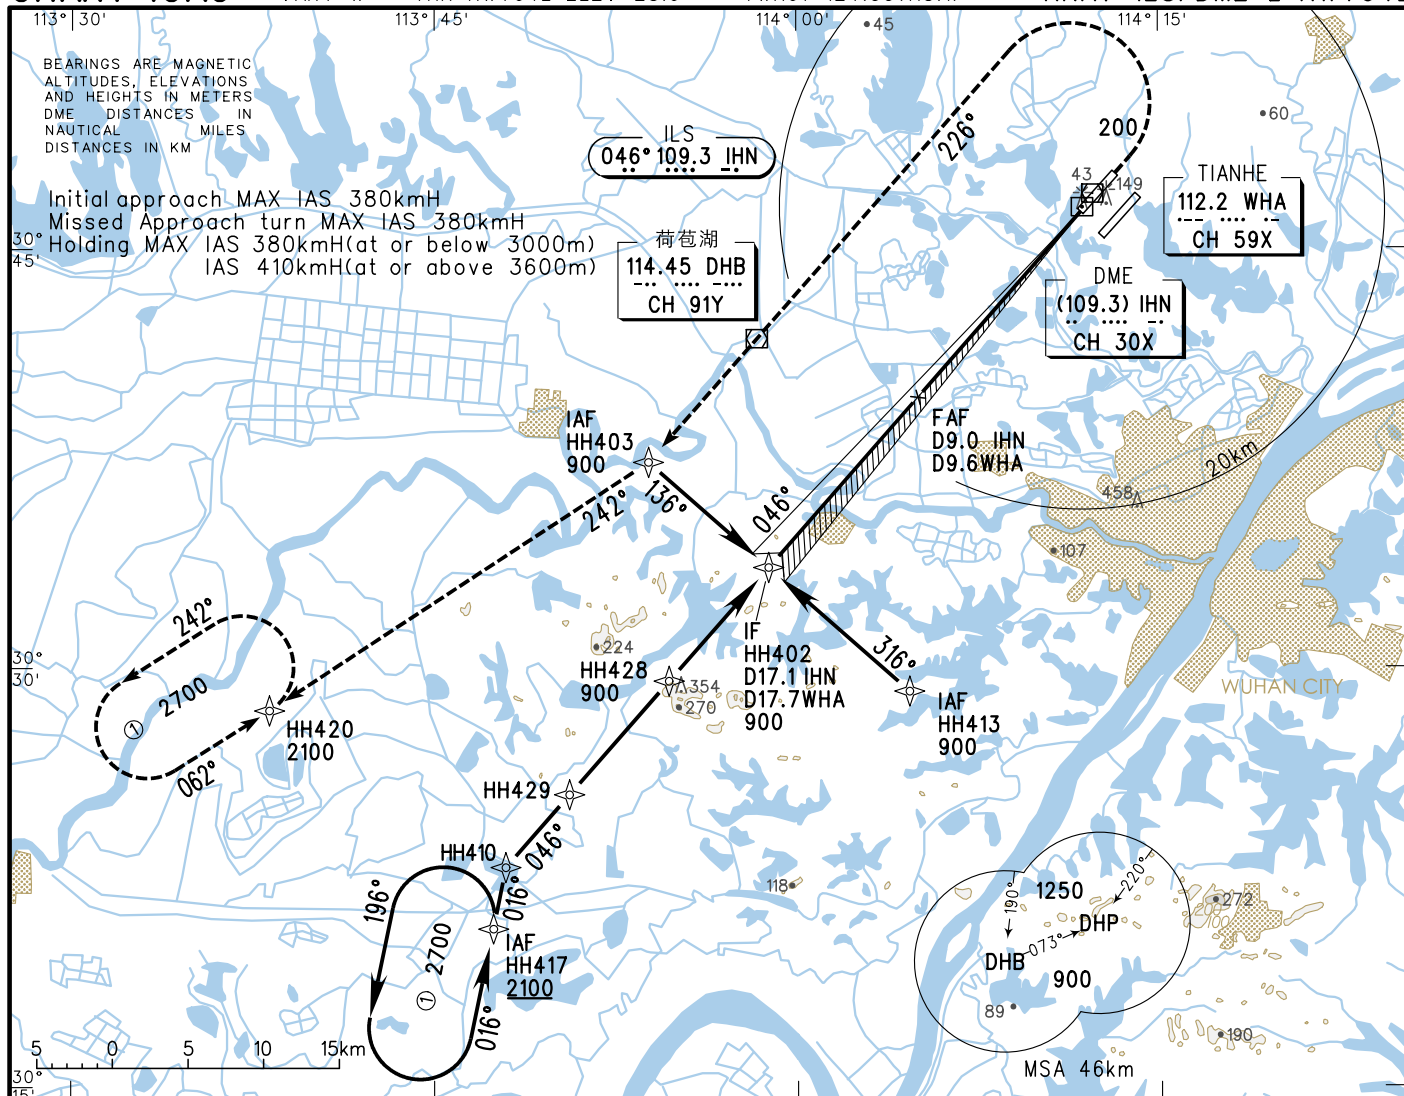 113°30'
113°45'
114°00'
114°15'
BEARINGS ARE MAGNETIC
ALTITUDES, ELEVATIONS
AND HEIGHTS IN METERS
DME DISTANCES IN
NAUTICAL MILES
DISTANCES IN KM
Initial approach MAX IAS 380kmH
Missed Approach turn MAX IAS 380kmH
Holding MAX IAS 380kmH(at or below 3000m)
IAS 410kmH(at or above 3600m)
ILS
046° 109.3 IHN
荷苞湖
114.45 DHB
CH 91Y
TIANHE
112.2 WHA
CH 59X
DME
(109.3) IHN
CH 30X
45
60
226°
200
43
149
30°
45'
IAF
HH403
900
FAF
D9.0 IHN
D9.6WHA
20km
458
107
242°
136°
046°
242°
2700
①
062°
HH420
2100
224
HH428
900
354
270
IF
HH402
D17.1 IHN
D17.7WHA
900
316°
IAF
HH413
900
WUHAN CITY
30°
30'
HH429
046°
HH410
016°
196°
2700
①
016°
IAF
HH417
2100
118
190°
1250
220°
DHP
073°
DHB
900
89
272
190
MSA 46km
5 0 5 10 15km
30°
15'